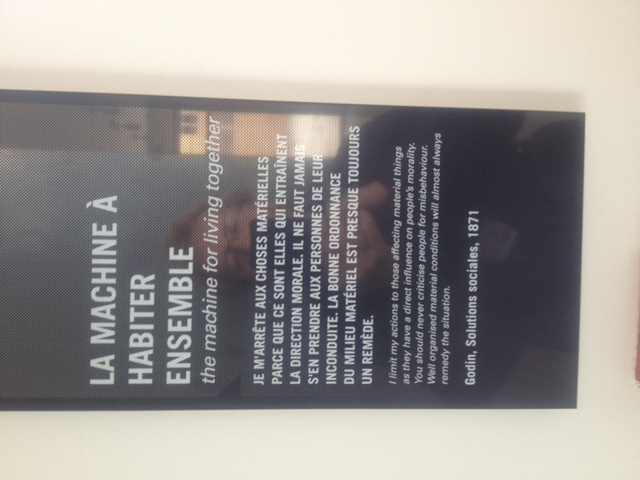 LA MACHINE À
HABITER
ENSEMBLE
the machine for living together
JE M'ARRÊTE AUX CHOSES MATÉRIELLES
PARCE QUE CE SONT ELLES QUI ENTRAÎNENT
LA DIRECTION MORALE. IL NE FAUT JAMAIS
S'EN PRENDRE AUX PERSONNES DE LEUR
INCONDUITE. LA BONNE ORDONNANCE
DU MILIEU MATÉRIEL EST PRESQUE TOUJOURS
UN REMÈDE.
I limit my actions to those affecting material things
as they have a direct influence on people's morality.
You should never criticise people for misbehaviour.
Well organised material conditions will almost always
remedy the situation.
Godin, Solutions sociales, 1871